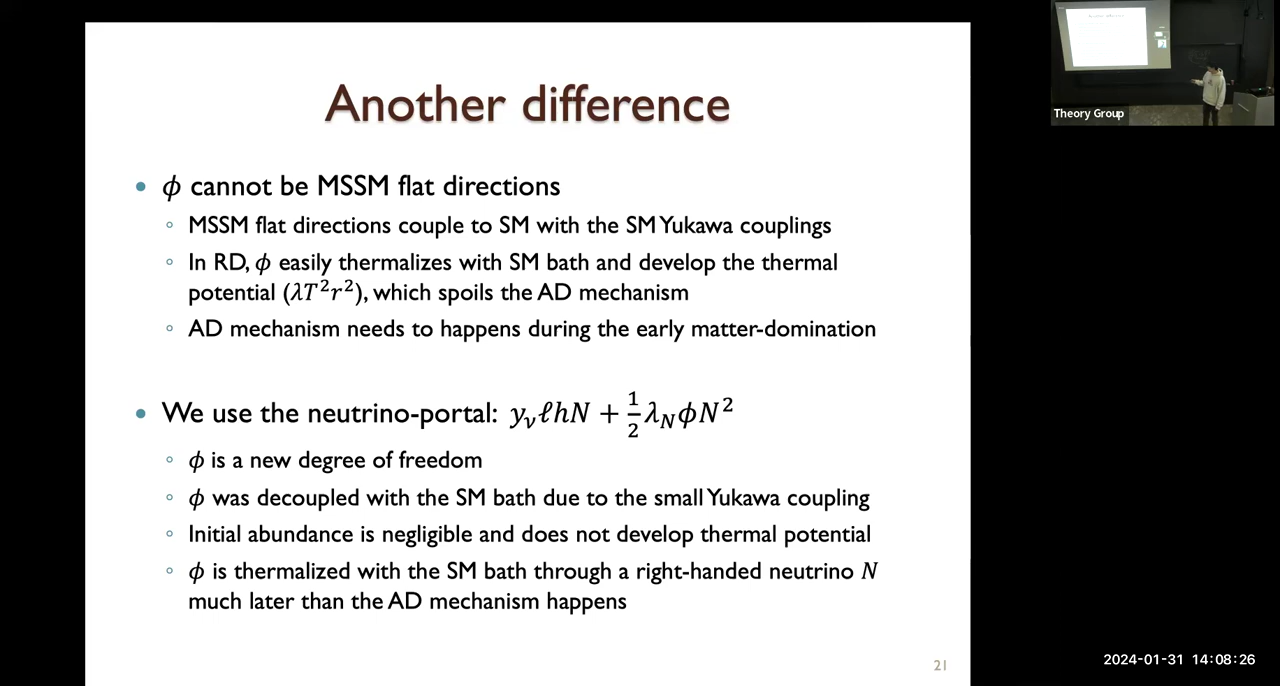 Another difference
• ϕ cannot be MSSM flat directions
◦ MSSM flat directions couple to SM with the SM Yukawa couplings
◦ In RD, ϕ easily thermalizes with SM bath and develop the thermal
potential (λT²r²), which spoils the AD mechanism
◦ AD mechanism needs to happens during the early matter-domination
• We use the neutrino-portal: y_ν ℓhN + 1/2 λ_N ϕN²
◦ ϕ is a new degree of freedom
◦ ϕ was decoupled with the SM bath due to the small Yukawa coupling
◦ Initial abundance is negligible and does not develop thermal potential
◦ ϕ is thermalized with the SM bath through a right-handed neutrino N
much later than the AD mechanism happens
21
Theory Group
2024-01-31 14:08:26